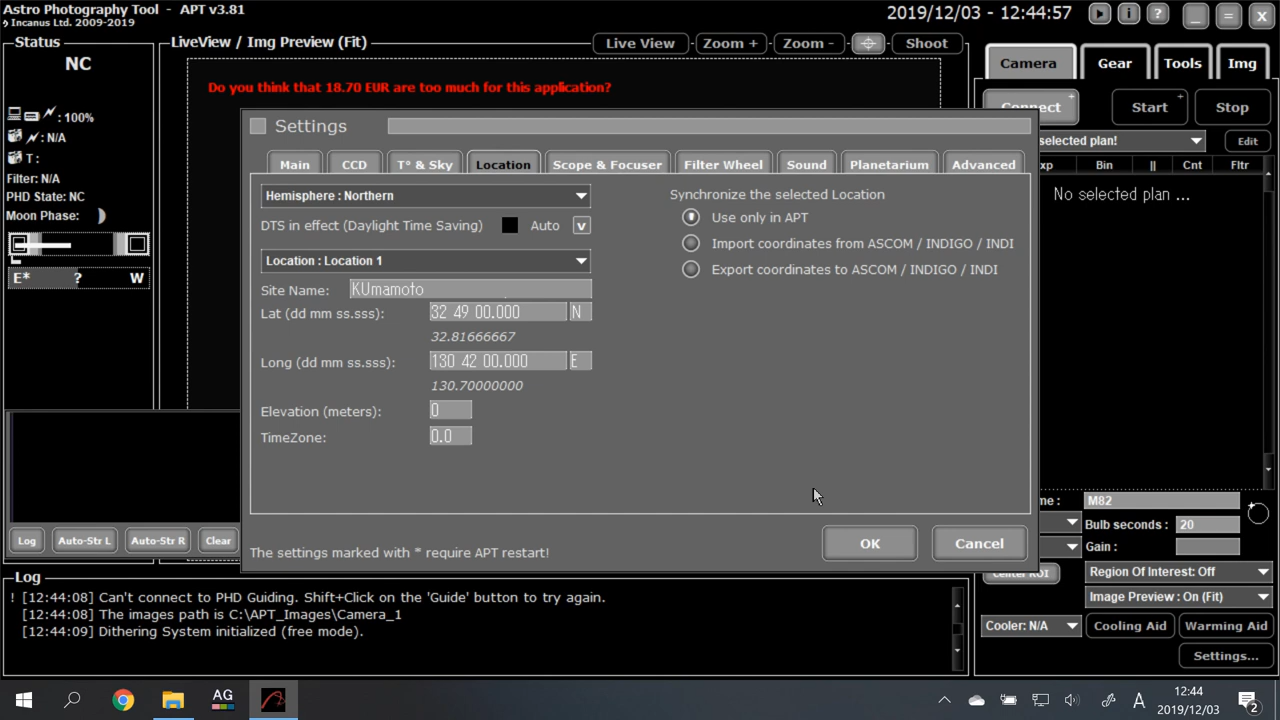 Astro Photography Tool - APT v3.81
Incanus Ltd. 2009-2019
2019/12/03 - 12:44:57
Status
NC
: 100%
: N/A
T :
Filter: N/A
PHD State: NC
Moon Phase:
E* ? W
LiveView / Img Preview (Fit)
Live View
Zoom +
Zoom -
Shoot
Do you think that 18.70 EUR are too much for this application?
Camera Gear Tools Img
Connect +
Start +
Stop
selected plan!
Edit
xp Bin || Cnt Fltr
No selected plan ...
Settings
Main CCD T° & Sky Location Scope & Focuser Filter Wheel Sound Planetarium Advanced
Hemisphere : Northern
DTS in effect (Daylight Time Saving) Auto v
Location : Location 1
Site Name: KUmamoto
Lat (dd mm ss.sss): 32 49 00.000 N
32.81666667
Long (dd mm ss.sss): 130 42 00.000 E
130.70000000
Elevation (meters): 0
TimeZone: 0.0
Synchronize the selected Location
Use only in APT
Import coordinates from ASCOM / INDIGO / INDI
Export coordinates to ASCOM / INDIGO / INDI
The settings marked with * require APT restart!
OK
Cancel
Log
Auto-Str L
Auto-Str R
Clear
me : M82
Bulb seconds : 20
Gain :
Center ROI
Region Of Interest: Off
Image Preview : On (Fit)
Cooler: N/A
Cooling Aid
Warming Aid
Settings...
Log
! [12:44:08] Can't connect to PHD Guiding. Shift+Click on the 'Guide' button to try again.
[12:44:08] The images path is C:\APT_Images\Camera_1
[12:44:09] Dithering System initialized (free mode).
AG
A
12:44
2019/12/03
2